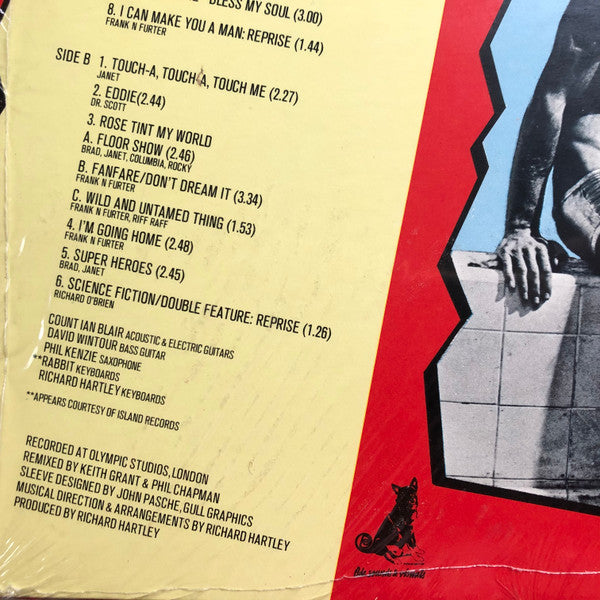 BLESS MY SOUL (3.00)
8. I CAN MAKE YOU A MAN: REPRISE (1.44)
FRANK N FURTER
SIDE B 1. TOUCH-A, TOUCH A, TOUCH ME (2.27)
JANET
2. EDDIE(2.44)
DR. SCOTT
3. ROSE TINT MY WORLD
A. FLOOR SHOW (2.46)
BRAD, JANET, COLUMBIA, ROCKY
B. FANFARE/DON'T DREAM IT (3.34)
FRANK N FURTER
C. WILD AND UNTAMED THING (1.53)
FRANK N FURTER, RIFF RAFF
4. I'M GOING HOME (2.48)
FRANK N FURTER
5. SUPER HEROES (2.45)
BRAD, JANET
6. SCIENCE FICTION/DOUBLE FEATURE: REPRISE (1.26)
RICHARD O'BRIEN
COUNT IAN BLAIR ACOUSTIC & ELECTRIC GUITARS
DAVID WINTOUR BASS GUITAR
PHIL KENZIE SAXOPHONE
**RABBIT KEYBOARDS
RICHARD HARTLEY KEYBOARDS
**APPEARS COURTESY OF ISLAND RECORDS
RECORDED AT OLYMPIC STUDIOS, LONDON
REMIXED BY KEITH GRANT & PHIL CHAPMAN
SLEEVE DESIGNED BY JOHN PASCHE, GULL GRAPHICS
MUSICAL DIRECTION & ARRANGEMENTS BY RICHARD HARTLEY
PRODUCED BY RICHARD HARTLEY